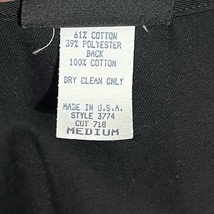 61% COTTON
39% POLYESTER
BACK
100% COTTON
DRY CLEAN ONLY
MADE IN U.S.A.
STYLE 3774
CUT 718
MEDIUM